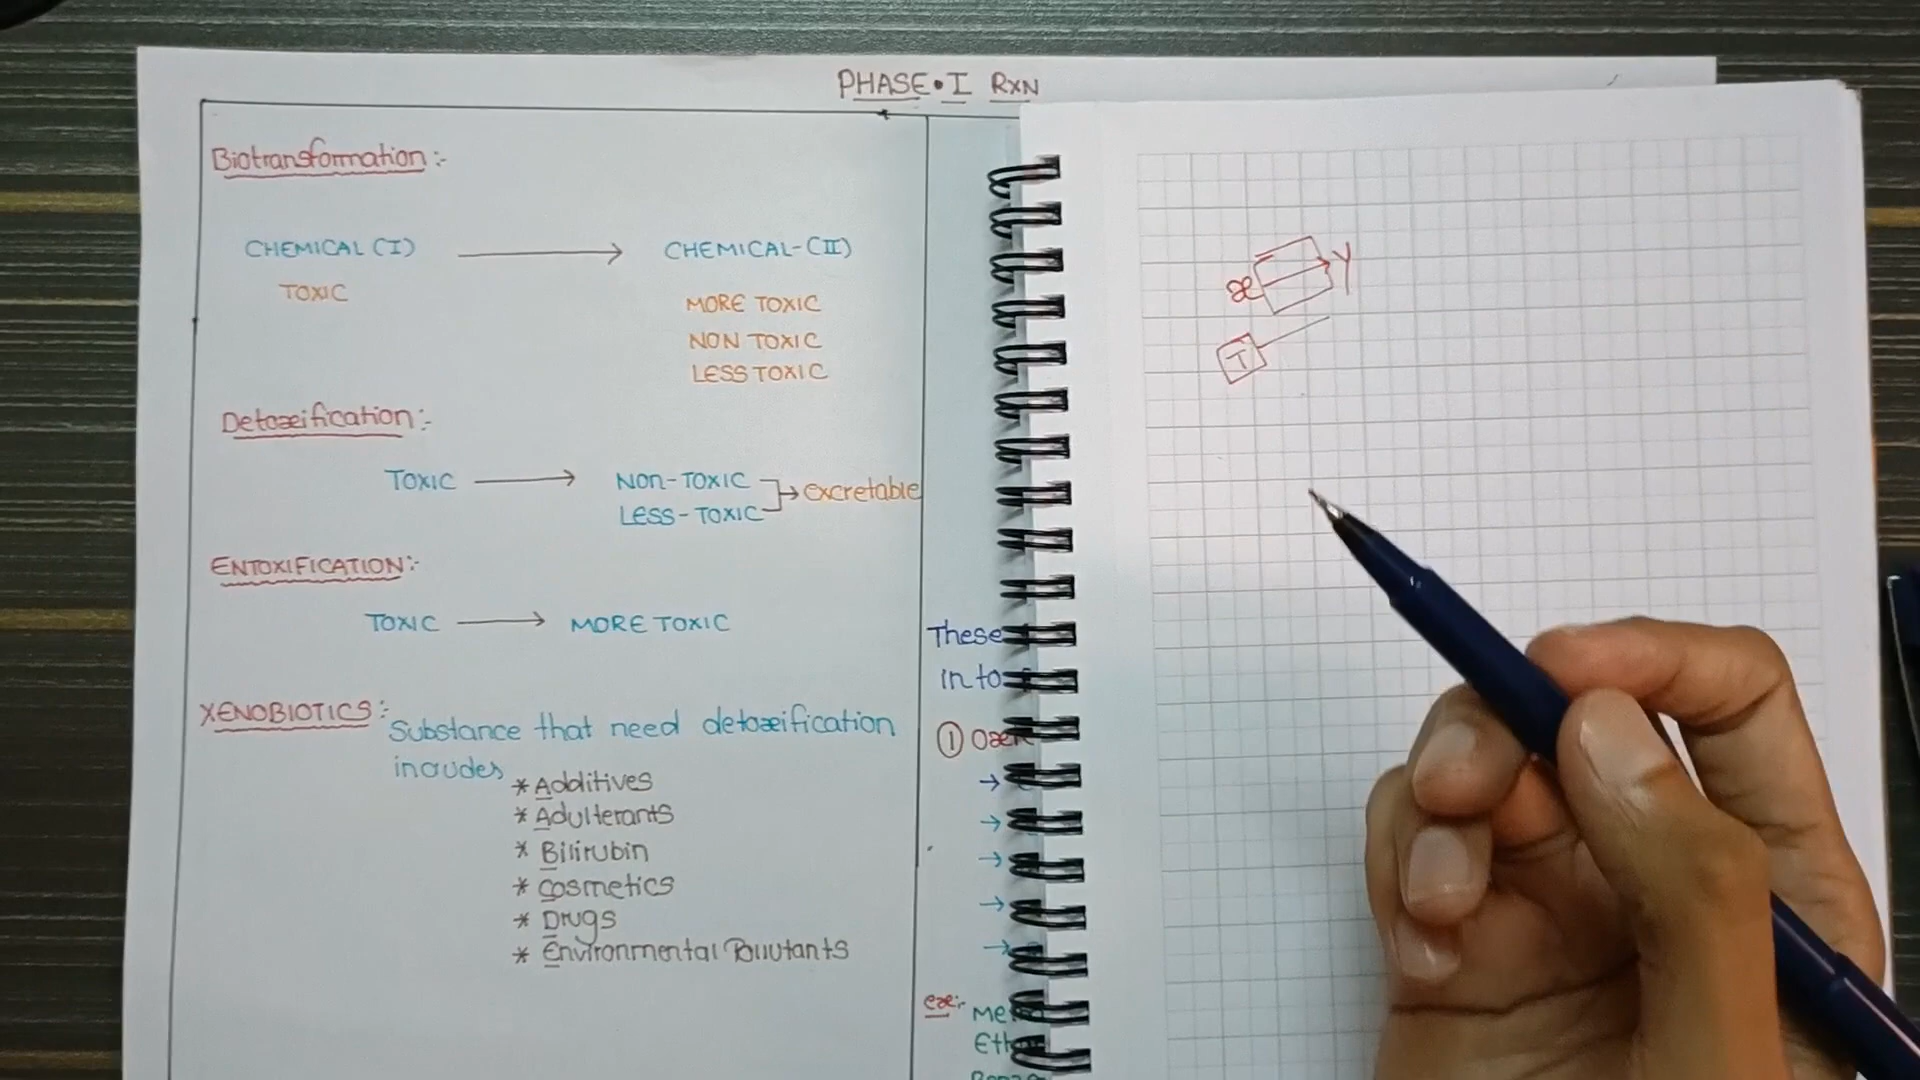 PHASE•I RXN
Biotransformation:-
CHEMICAL (I) → CHEMICAL-(II)
TOXIC
MORE TOXIC
NON TOXIC
LESS TOXIC
Detoxification:-
TOXIC → NON-TOXIC
LESS-TOXIC → excretable
ENTOXIFICATION:-
TOXIC → MORE TOXIC
XENOBIOTICS:- Substance that need detoxification
includes
* Additives
* Adulterants
* Bilirubin
* Cosmetics
* Drugs
* Environmental Pollutants
These
into
①
→
→
→
→
→
ex:-
x → y
T